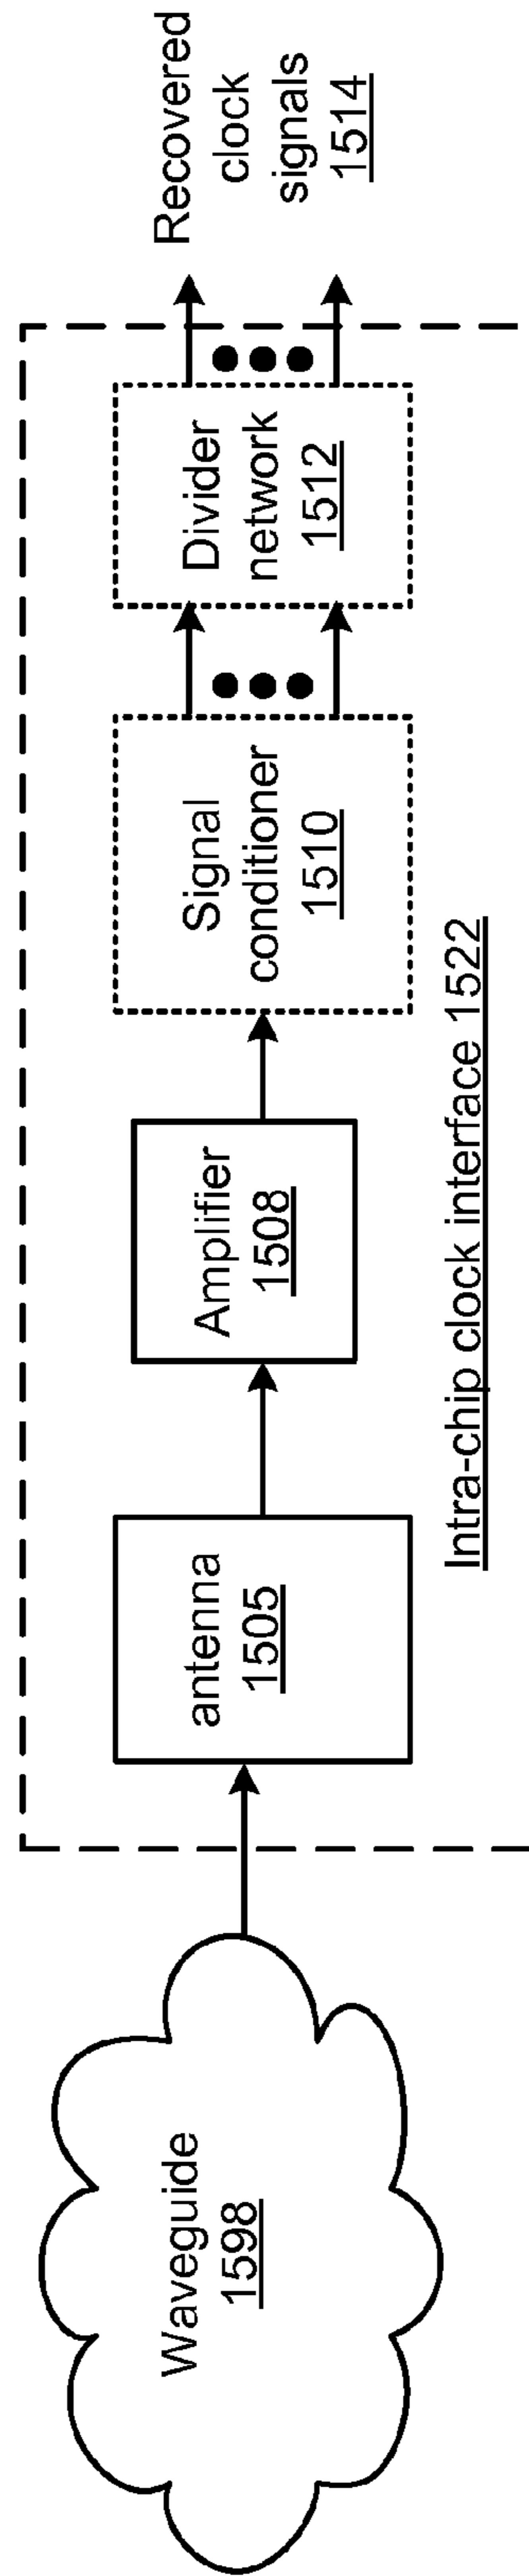 Waveguide
1598
antenna
1505
Amplifier
1508
Signal
conditioner
1510
Divider
network
1512
Recovered
clock
signals
1514
Intra-chip clock interface 1522